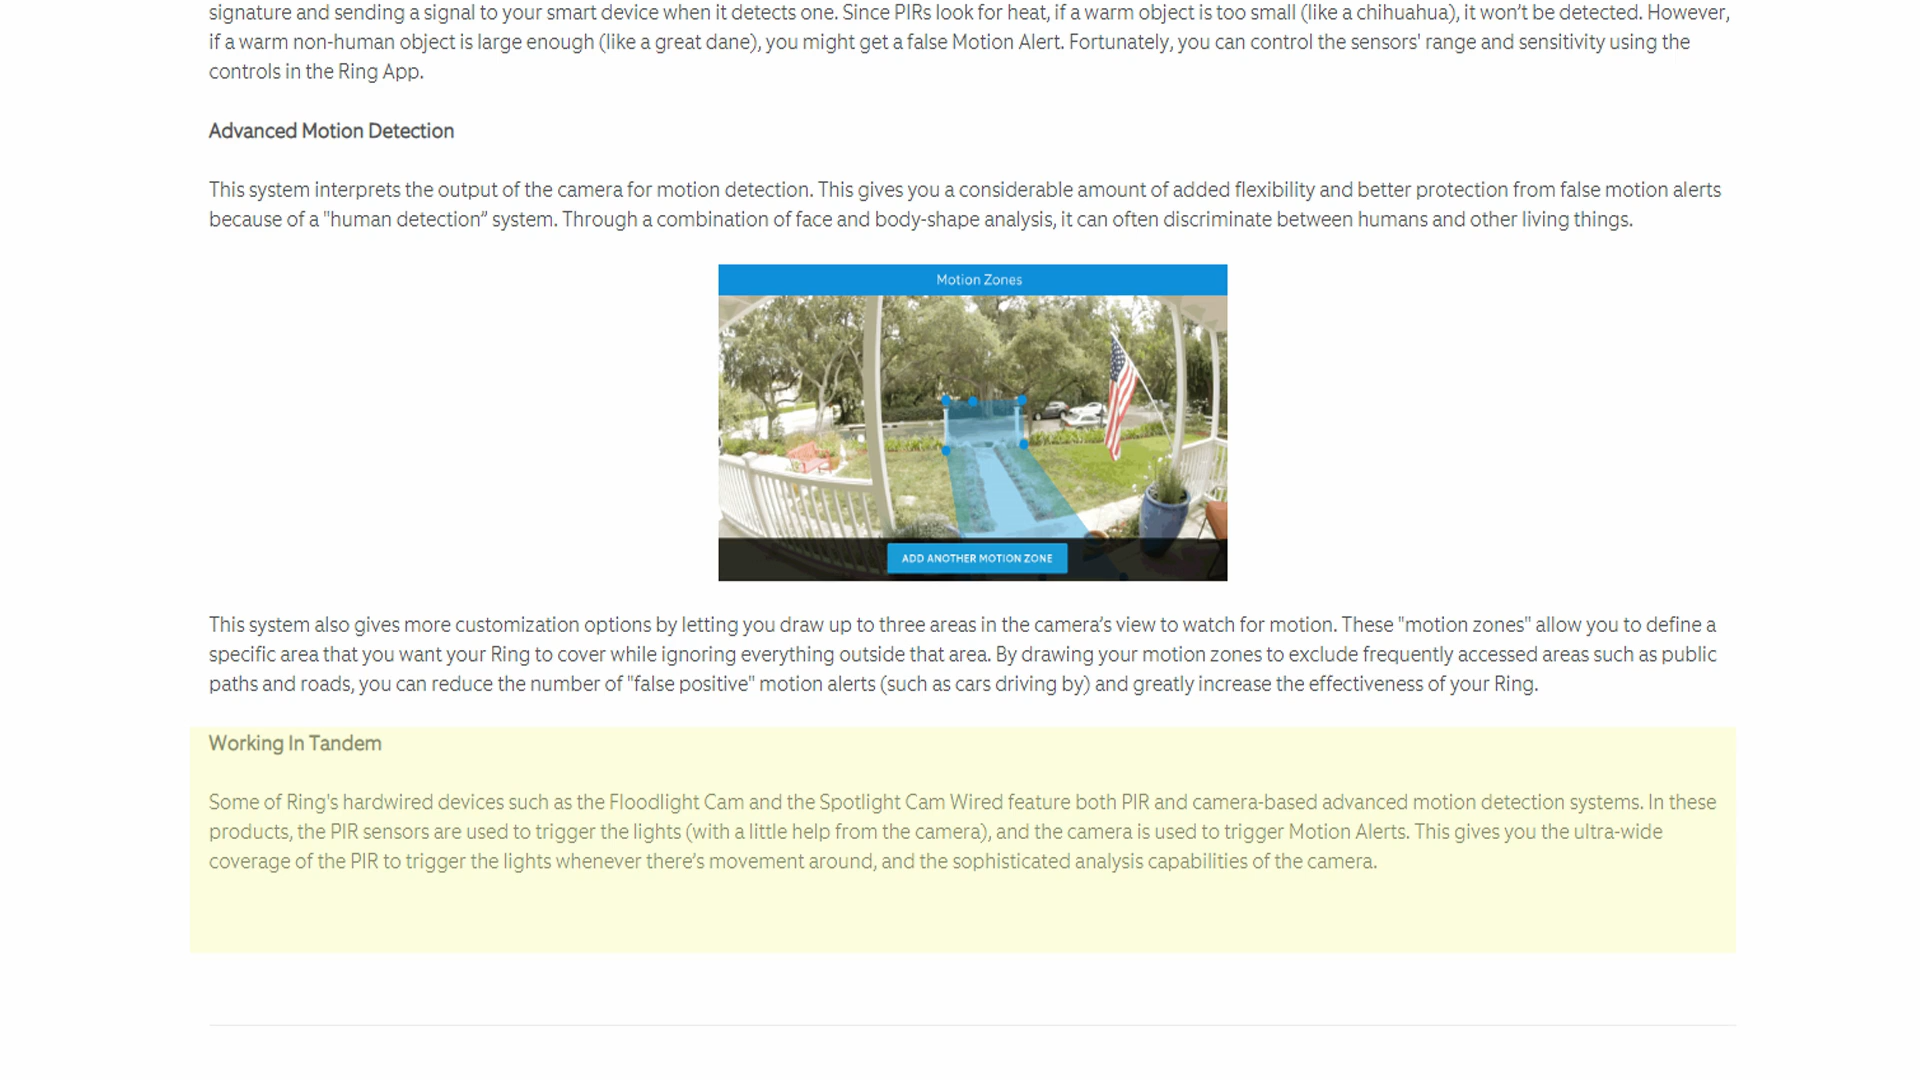 signature and sending a signal to your smart device when it detects one. Since PIRs look for heat, if a warm object is too small (like a chihuahua), it won’t be detected. However,
if a warm non-human object is large enough (like a great dane), you might get a false Motion Alert. Fortunately, you can control the sensors' range and sensitivity using the
controls in the Ring App.
Advanced Motion Detection
This system interprets the output of the camera for motion detection. This gives you a considerable amount of added flexibility and better protection from false motion alerts
because of a "human detection” system. Through a combination of face and body-shape analysis, it can often discriminate between humans and other living things.
Motion Zones
ADD ANOTHER MOTION ZONE
This system also gives more customization options by letting you draw up to three areas in the camera’s view to watch for motion. These "motion zones" allow you to define a
specific area that you want your Ring to cover while ignoring everything outside that area. By drawing your motion zones to exclude frequently accessed areas such as public
paths and roads, you can reduce the number of "false positive" motion alerts (such as cars driving by) and greatly increase the effectiveness of your Ring.
Working In Tandem
Some of Ring's hardwired devices such as the Floodlight Cam and the Spotlight Cam Wired feature both PIR and camera-based advanced motion detection systems. In these
products, the PIR sensors are used to trigger the lights (with a little help from the camera), and the camera is used to trigger Motion Alerts. This gives you the ultra-wide
coverage of the PIR to trigger the lights whenever there’s movement around, and the sophisticated analysis capabilities of the camera.